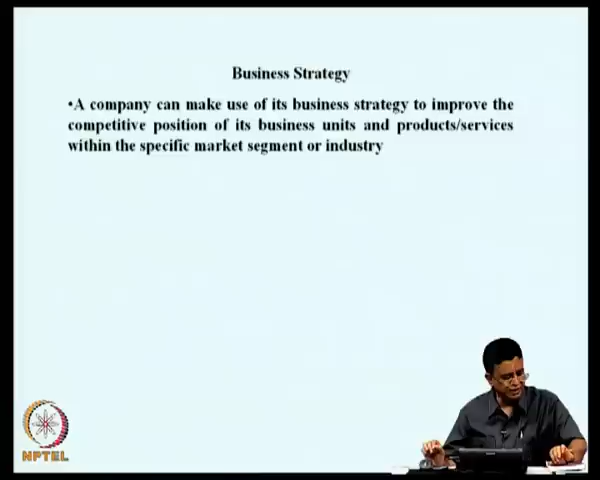 Business Strategy
•A company can make use of its business strategy to improve the
competitive position of its business units and products/services
within the specific market segment or industry
NPTEL